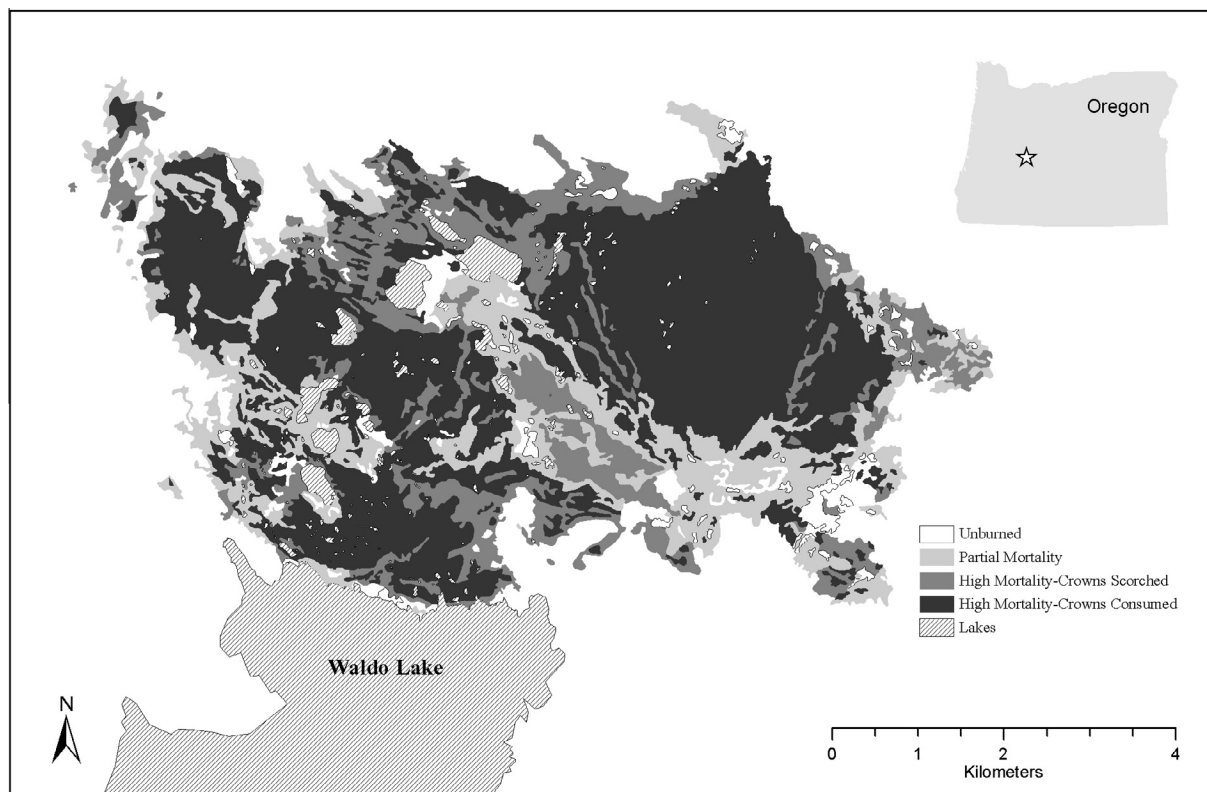 Oregon
Unburned
Partial Mortality
High Mortality-Crowns Scorched
High Mortality-Crowns Consumed
Lakes
Waldo Lake
N
0 1 2 4
Kilometers